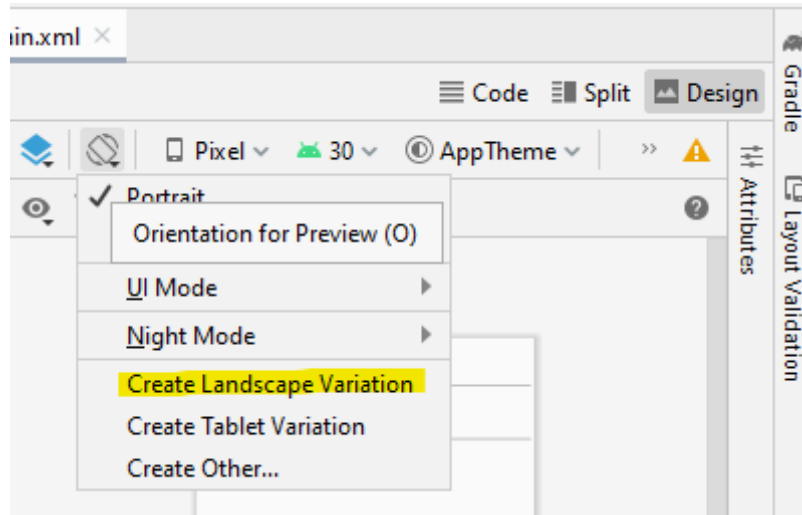 in.xml
Code
Split
Design
Pixel
30
AppTheme
Portrait
Orientation for Preview (O)
UI Mode
Night Mode
Create Landscape Variation
Create Tablet Variation
Create Other...
Gradle
Attributes
Layout Validation